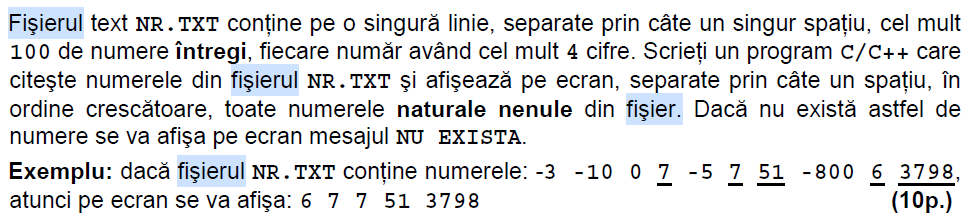 Fişierul text NR.TXT conţine pe o singură linie, separate prin câte un singur spaţiu, cel mult
100 de numere întregi, fiecare număr având cel mult 4 cifre. Scrieţi un program C/C++ care
citeşte numerele din fişierul NR.TXT şi afişează pe ecran, separate prin câte un spaţiu, în
ordine crescătoare, toate numerele naturale nenule din fişier. Dacă nu există astfel de
numere se va afişa pe ecran mesajul NU EXISTA.
Exemplu: dacă fişierul NR.TXT conţine numerele: -3 -10 0 7 -5 7 51 -800 6 3798,
atunci pe ecran se va afişa: 6 7 7 51 3798 (10p.)